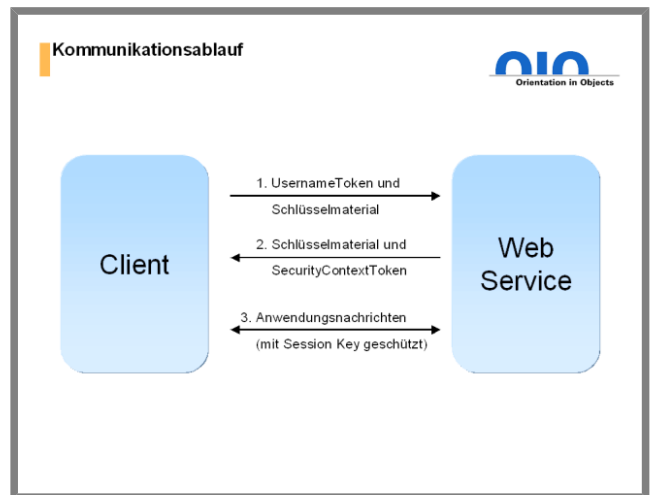 Kommunikationsablauf
OIO
Orientation in Objects
1. UsernameToken und
Schlüsselmaterial
2. Schlüsselmaterial und
SecurityContextToken
Client
Web
Service
3. Anwendungsnachrichten
(mit Session Key geschützt)